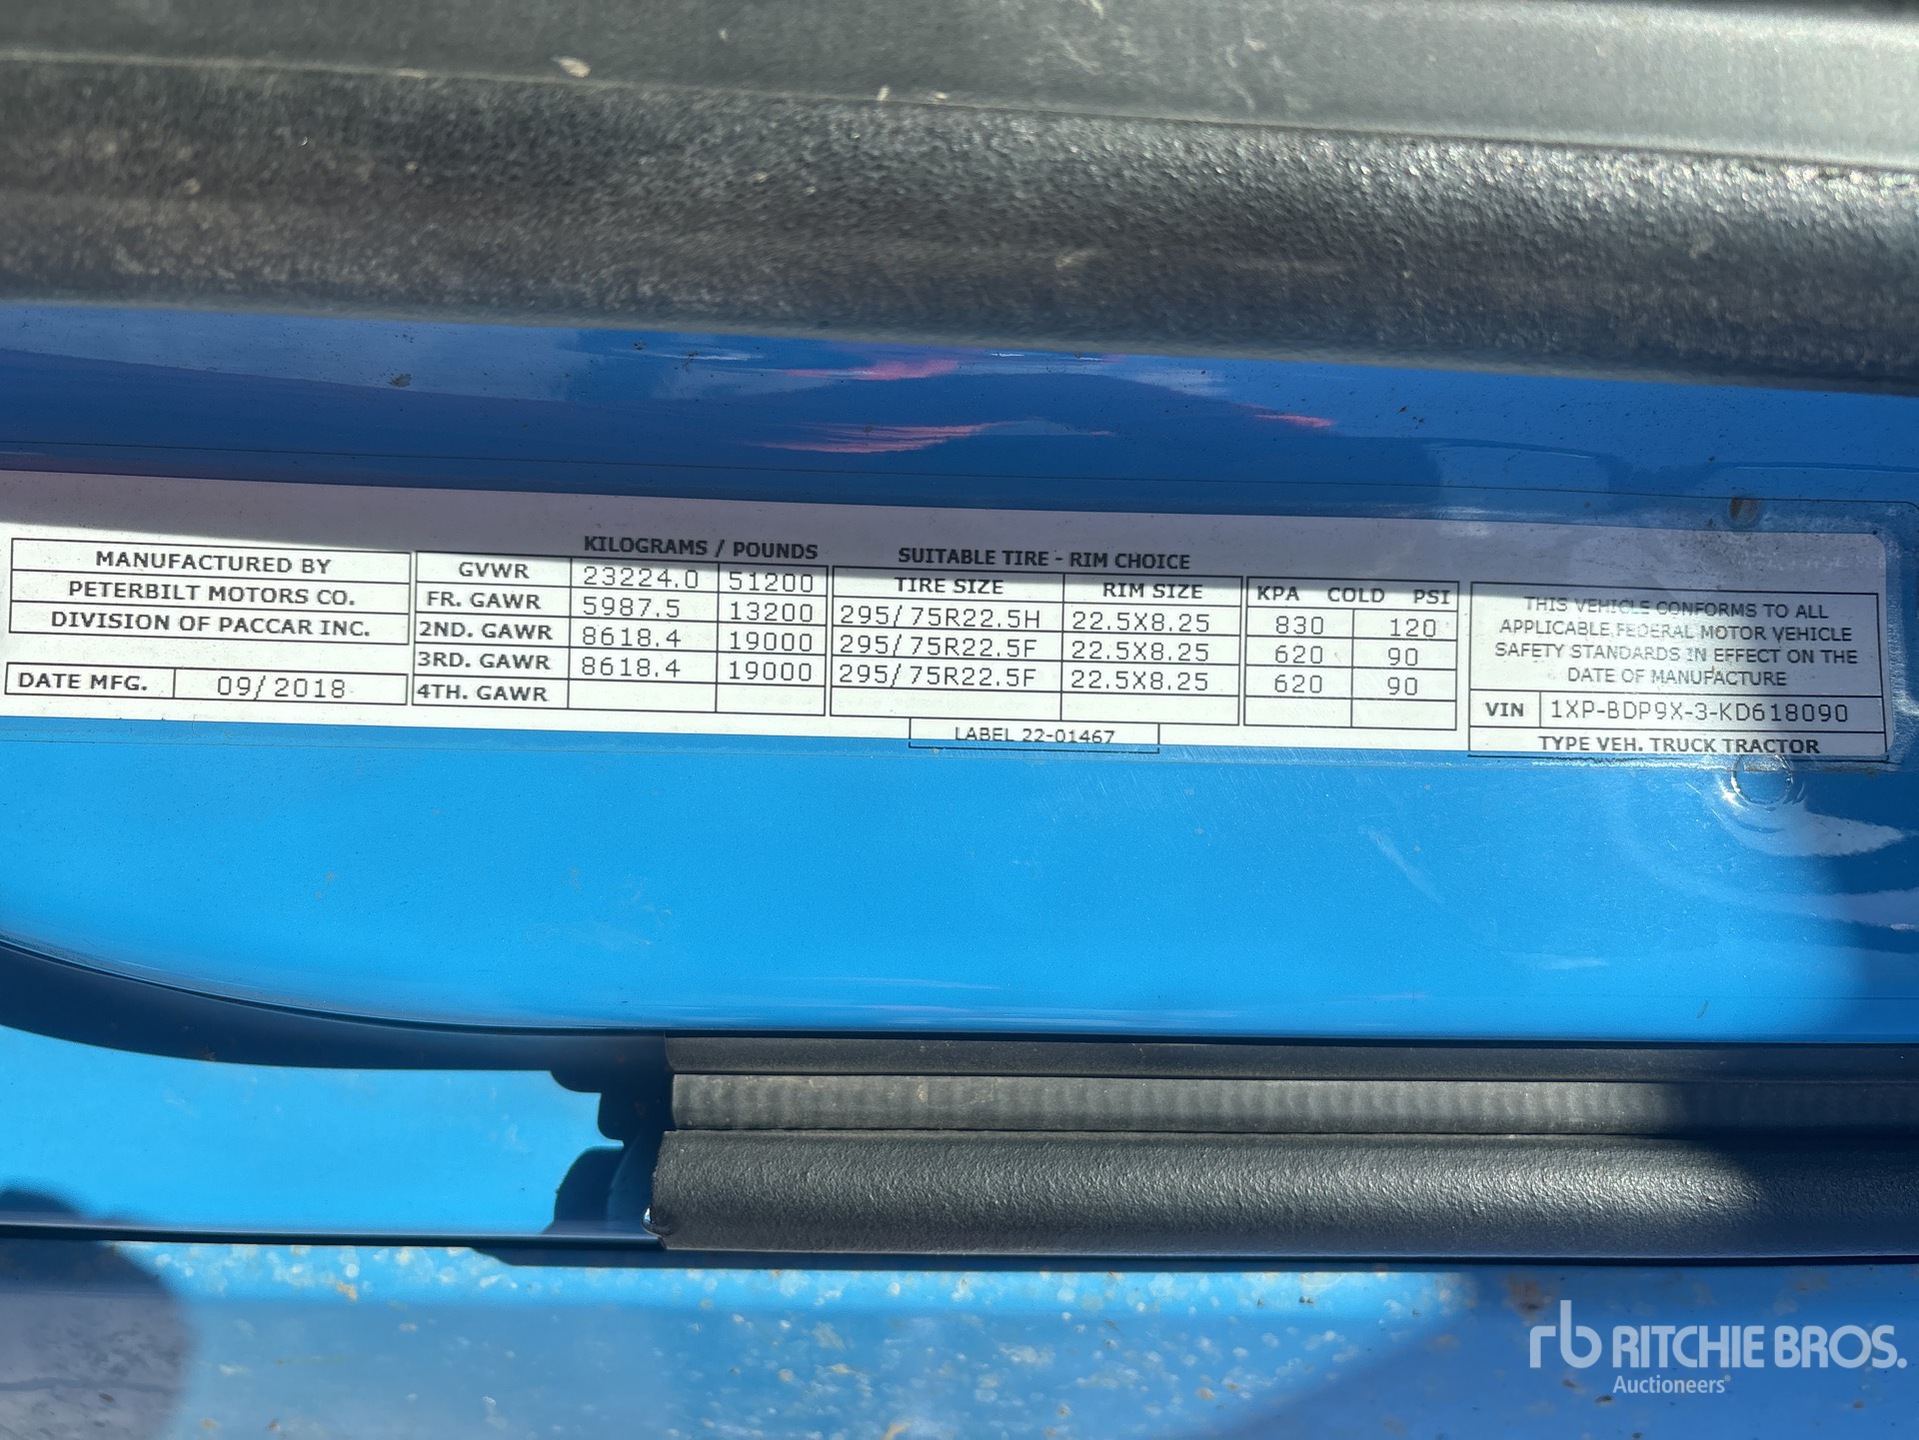 MANUFACTURED BY
PETERBILT MOTORS CO.
DIVISION OF PACCAR INC.
DATE MFG. 09/2018
KILOGRAMS / POUNDS
GVWR 23224.0 51200
FR. GAWR 5987.5 13200
2ND. GAWR 8618.4 19000
3RD. GAWR 8618.4 19000
4TH. GAWR
SUITABLE TIRE - RIM CHOICE
TIRE SIZE RIM SIZE KPA COLD PSI
295/75R22.5H 22.5X8.25 830 120
295/75R22.5F 22.5X8.25 620 90
295/75R22.5F 22.5X8.25 620 90
LABEL 22-01467
THIS VEHICLE CONFORMS TO ALL
APPLICABLE FEDERAL MOTOR VEHICLE
SAFETY STANDARDS IN EFFECT ON THE
DATE OF MANUFACTURE
VIN 1XP-BDP9X-3-KD618090
TYPE VEH. TRUCK TRACTOR
rb RITCHIE BROS.
Auctioneers